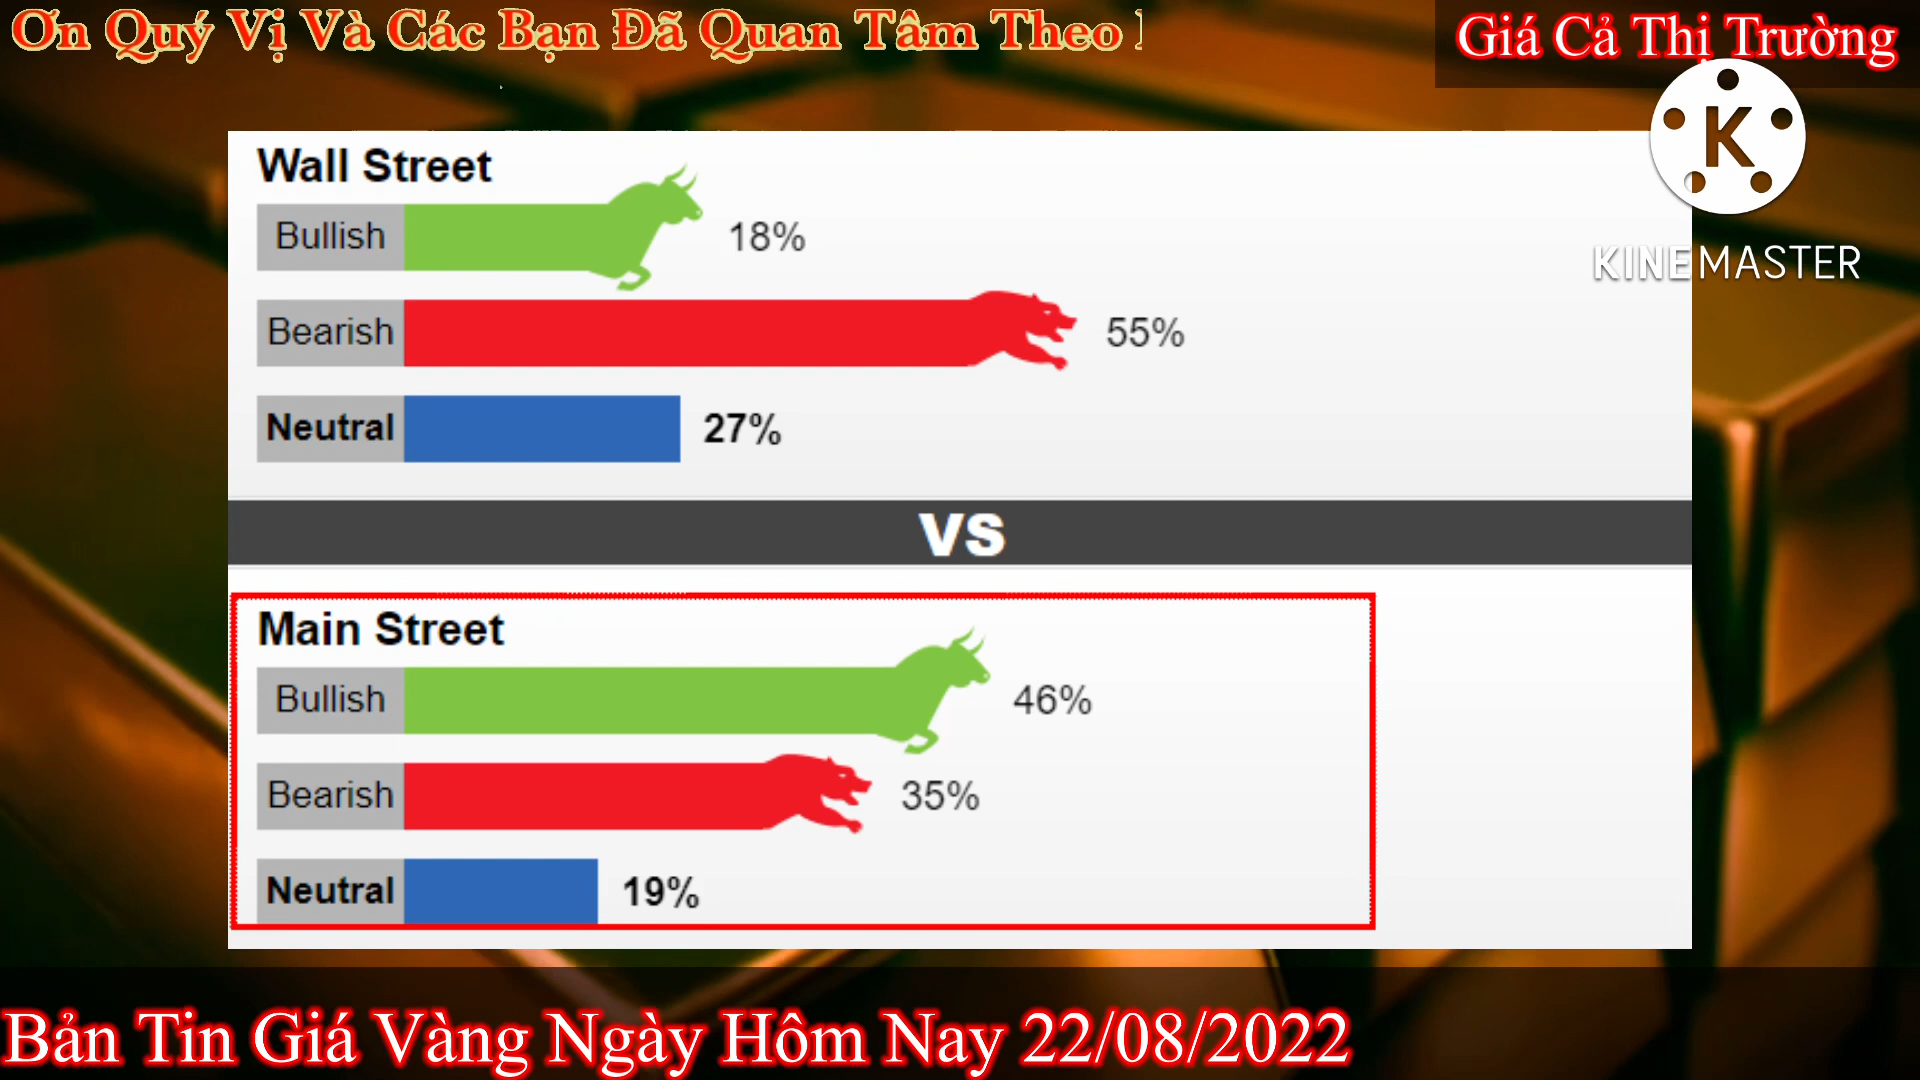 Ơn Quý Vị Và Các Bạn Đã Quan Tâm Theo
Giá Cả Thị Trường
K
KINEMASTER
Wall Street
Bullish 18%
Bearish 55%
Neutral 27%
VS
Main Street
Bullish 46%
Bearish 35%
Neutral 19%
Bản Tin Giá Vàng Ngày Hôm Nay 22/08/2022